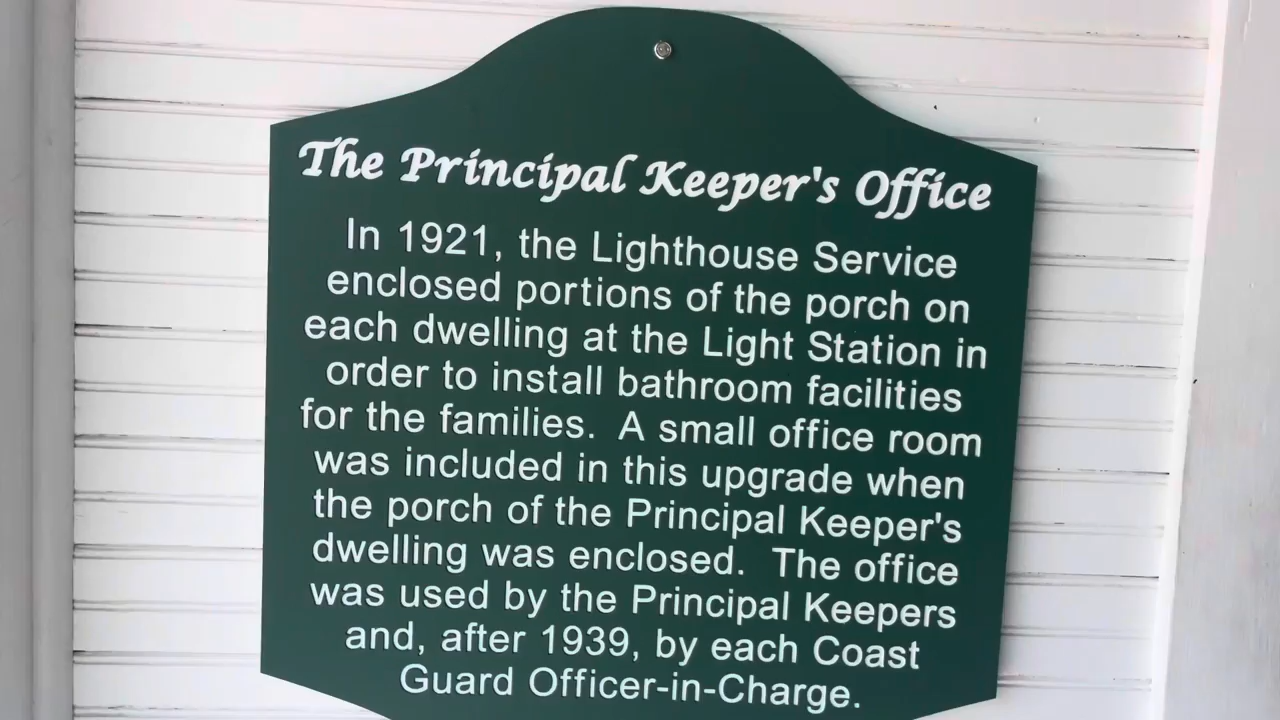 The Principal Keeper's Office
In 1921, the Lighthouse Service
enclosed portions of the porch on
each dwelling at the Light Station in
order to install bathroom facilities
for the families.  A small office room
was included in this upgrade when
the porch of the Principal Keeper's
dwelling was enclosed.  The office
was used by the Principal Keepers
and, after 1939, by each Coast
Guard Officer-in-Charge.